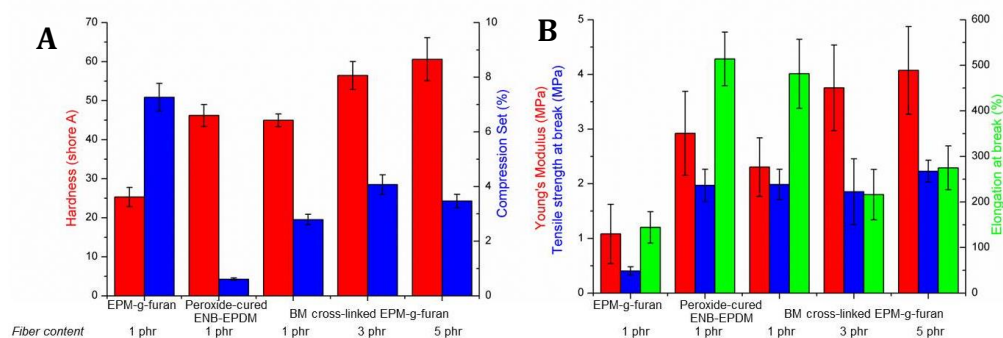 A
70
60
50
40
30
20
10
0
Hardness (shore A)
10
8
6
4
2
0
Compression Set (%)
EPM-g-furan
Peroxide-cured
ENB-EPDM
BM cross-linked EPM-g-furan
Fiber content
1 phr
1 phr
1 phr
3 phr
5 phr
B
5
4
3
2
1
0
Young's Modulus (MPa)
Tensile strength at break (MPa)
600
500
400
300
200
100
0
Elongation at break (%)
EPM-g-furan
Peroxide-cured
ENB-EPDM
BM cross-linked EPM-g-furan
1 phr
1 phr
1 phr
3 phr
5 phr